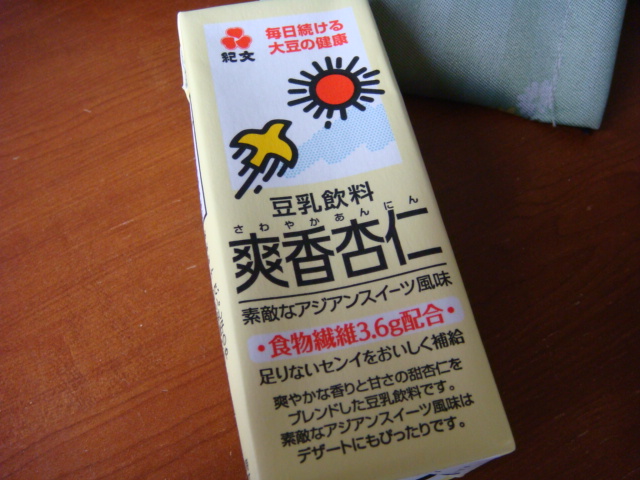 紀文
毎日続ける
大豆の健康
豆乳飲料
さわやかあんにん
爽香杏仁
素敵なアジアンスイーツ風味
・食物繊維3.6g配合・
足りないセンイをおいしく補給
爽やかな香りと甘さの甜杏仁を
ブレンドした豆乳飲料です。
素敵なアジアンスイーツ風味は
デザートにもぴったりです。